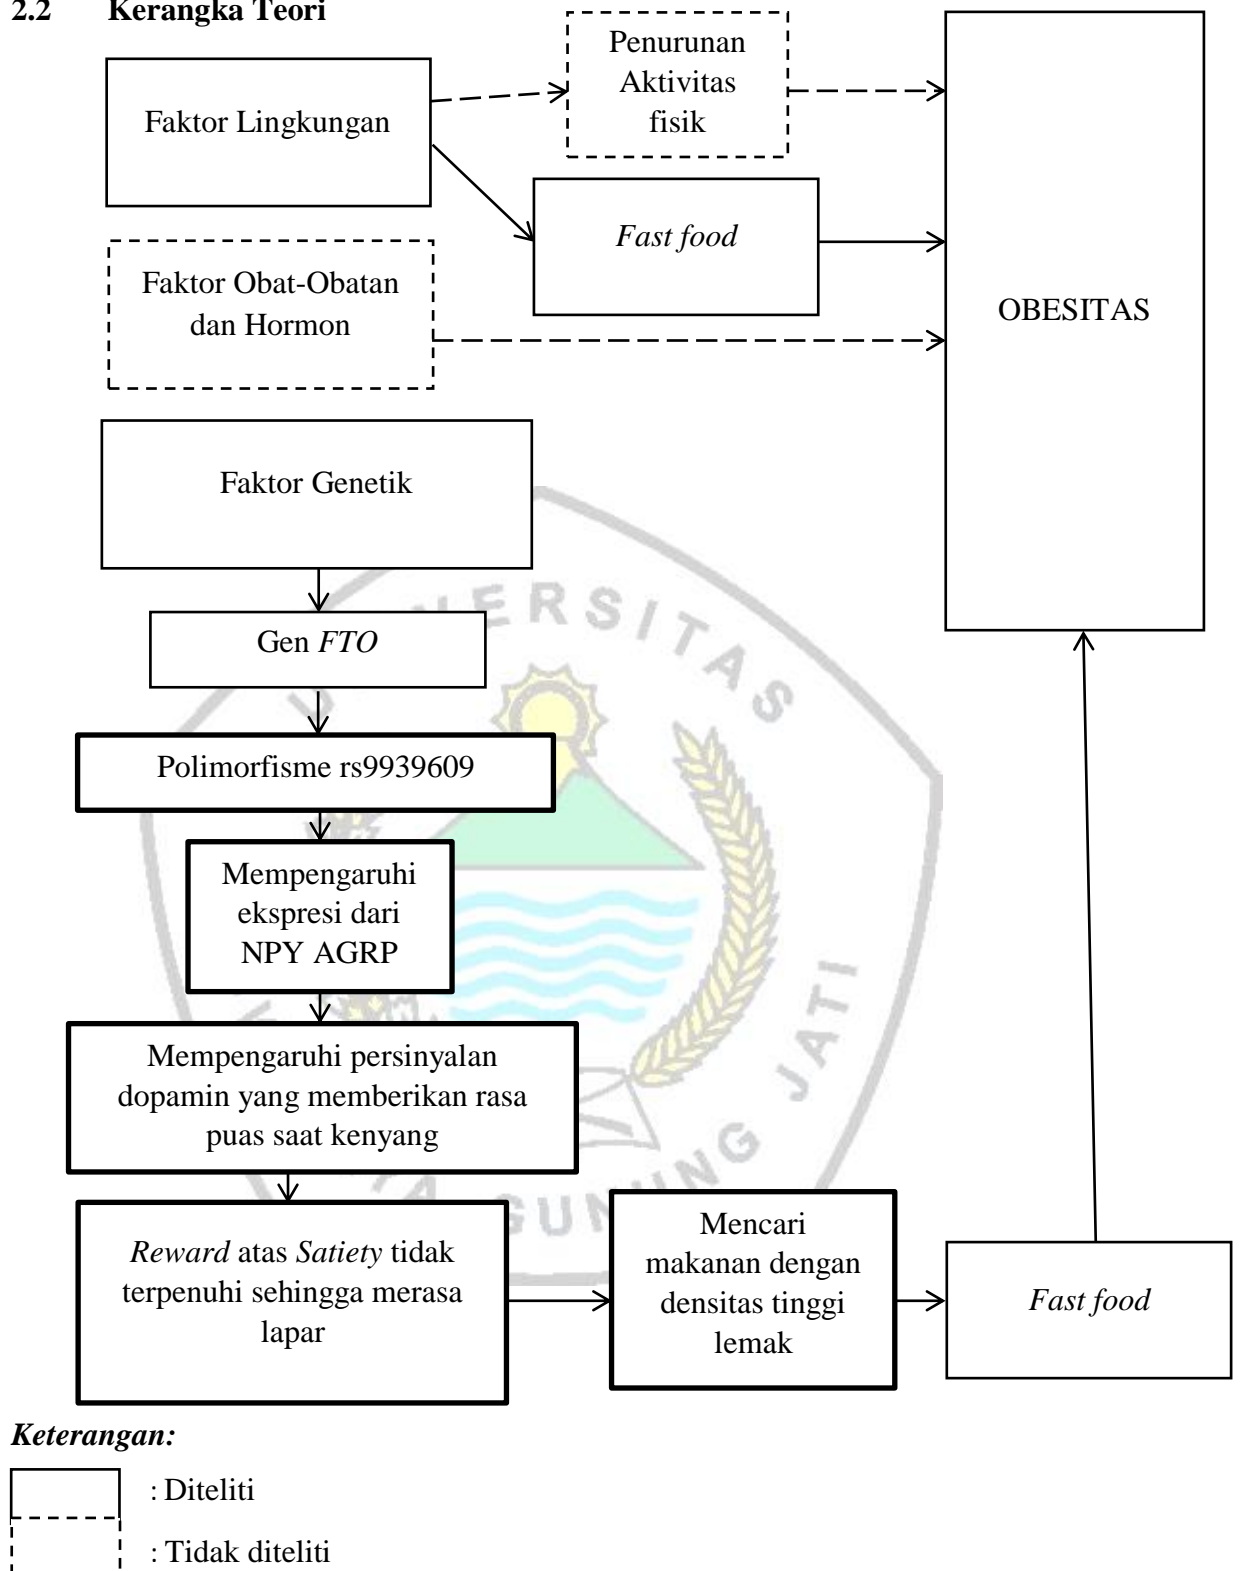 2.2 Kerangka Teori
Penurunan
Aktivitas
fisik
Faktor Lingkungan
Fast food
Faktor Obat-Obatan
dan Hormon
OBESITAS
Faktor Genetik
Gen FTO
Polimorfisme rs9939609
Mempengaruhi
ekspresi dari
NPY AGRP
Mempengaruhi persinyalan
dopamin yang memberikan rasa
puas saat kenyang
Reward atas Satiety tidak
terpenuhi sehingga merasa
lapar
Mencari
makanan dengan
densitas tinggi
lemak
Fast food
Keterangan:
: Diteliti
: Tidak diteliti
GUNUNG
JATI